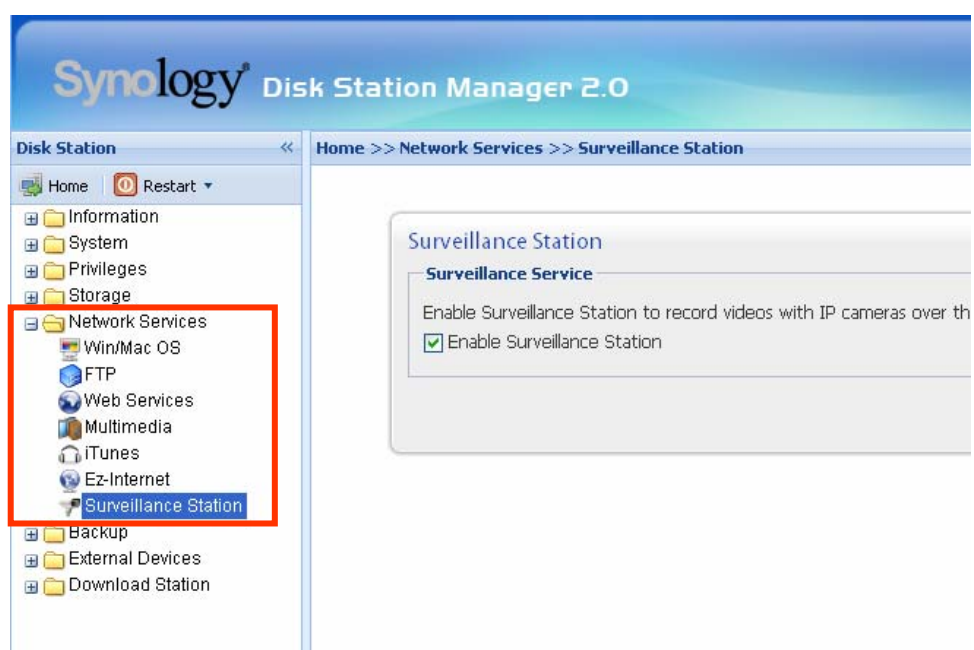 Synology® Disk Station Manager 2.0
Disk Station «
Home Restart
Information
System
Privileges
Storage
Network Services
Win/Mac OS
FTP
Web Services
Multimedia
iTunes
Ez-Internet
Surveillance Station
Backup
External Devices
Download Station
Home >> Network Services >> Surveillance Station
Surveillance Station
Surveillance Service
Enable Surveillance Station to record videos with IP cameras over th
Enable Surveillance Station